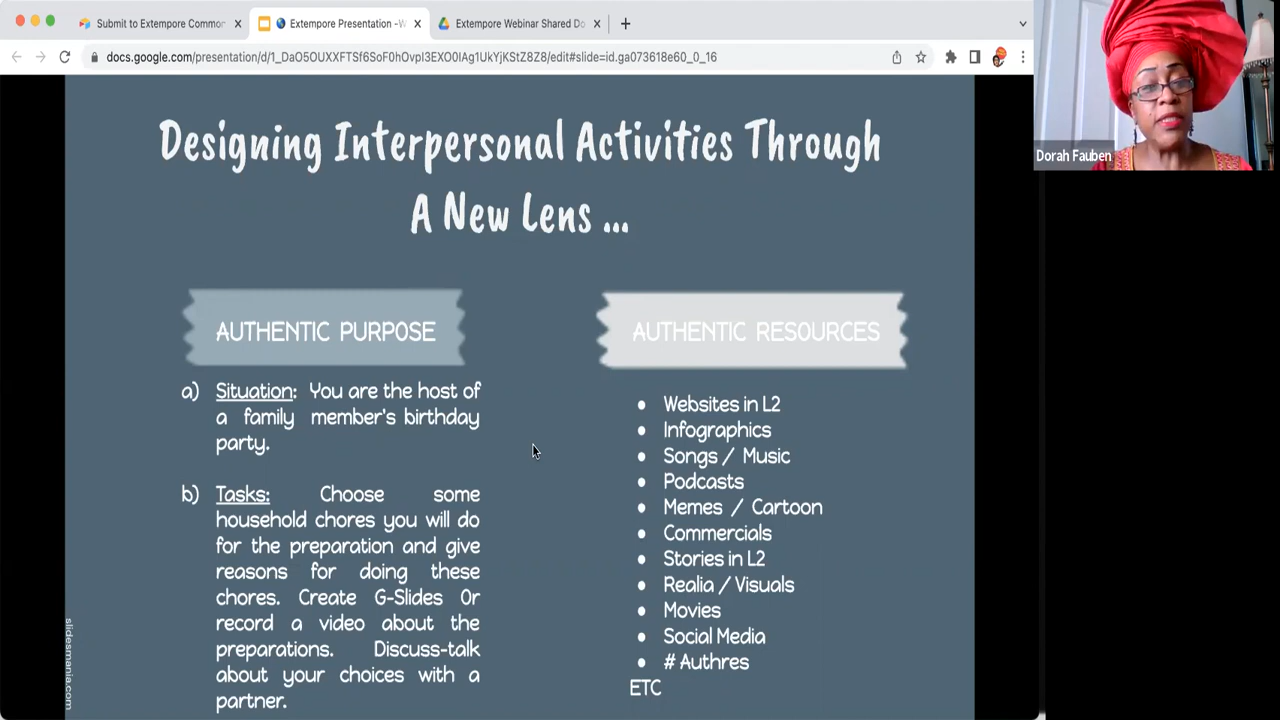 Submit to Extempore Common
Extempore Presentation -W
Extempore Webinar Shared Do
docs.google.com/presentation/d/1_DaO5OUXXFTSf6SoF0hOvpI3EXO0IAg1UkYjKStZ8Z8/edit#slide=id.ga073618e60_0_16
Dorah Fauben
Designing Interpersonal Activities Through
A New Lens ...
AUTHENTIC PURPOSE
a) Situation: You are the host of
a family member's birthday
party.
b) Tasks: Choose some
household chores you will do
for the preparation and give
reasons for doing these
chores. Create G-Slides Or
record a video about the
preparations. Discuss-talk
about your choices with a
partner.
AUTHENTIC RESOURCES
• Websites in L2
• Infographics
• Songs / Music
• Podcasts
• Memes / Cartoon
• Commercials
• Stories in L2
• Realia / Visuals
• Movies
• Social Media
• # Authres
ETC
slidesmania.com